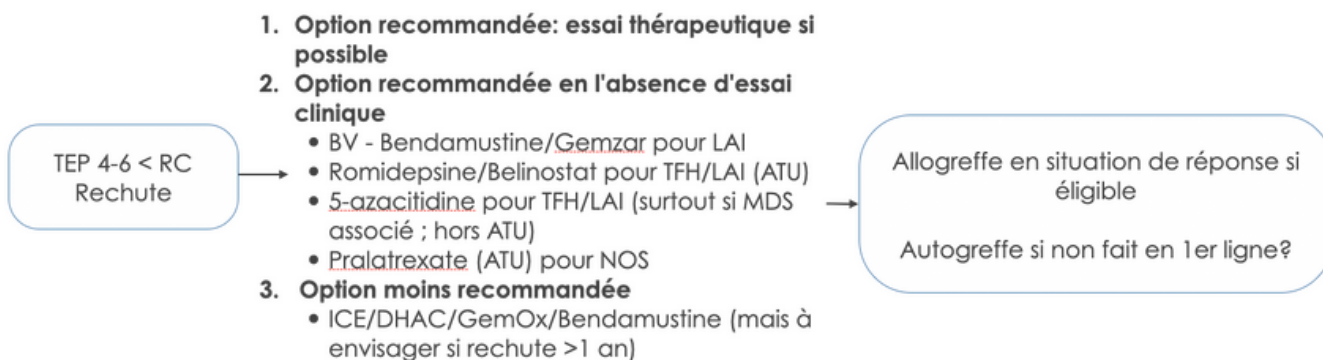 TEP 4-6 < RC
Rechute
1. Option recommandée: essai thérapeutique si
possible
2. Option recommandée en l'absence d'essai
clinique
• BV - Bendamustine/Gemzar pour LAI
• Romidepsine/Belinostat pour TFH/LAI (ATU)
• 5-azacitidine pour TFH/LAI (surtout si MDS
associé ; hors ATU)
• Pralatrexate (ATU) pour NOS
3. Option moins recommandée
• ICE/DHAC/GemOx/Bendamustine (mais à
envisager si rechute >1 an)
Allogreffe en situation de réponse si
éligible
Autogreffe si non fait en 1er ligne?